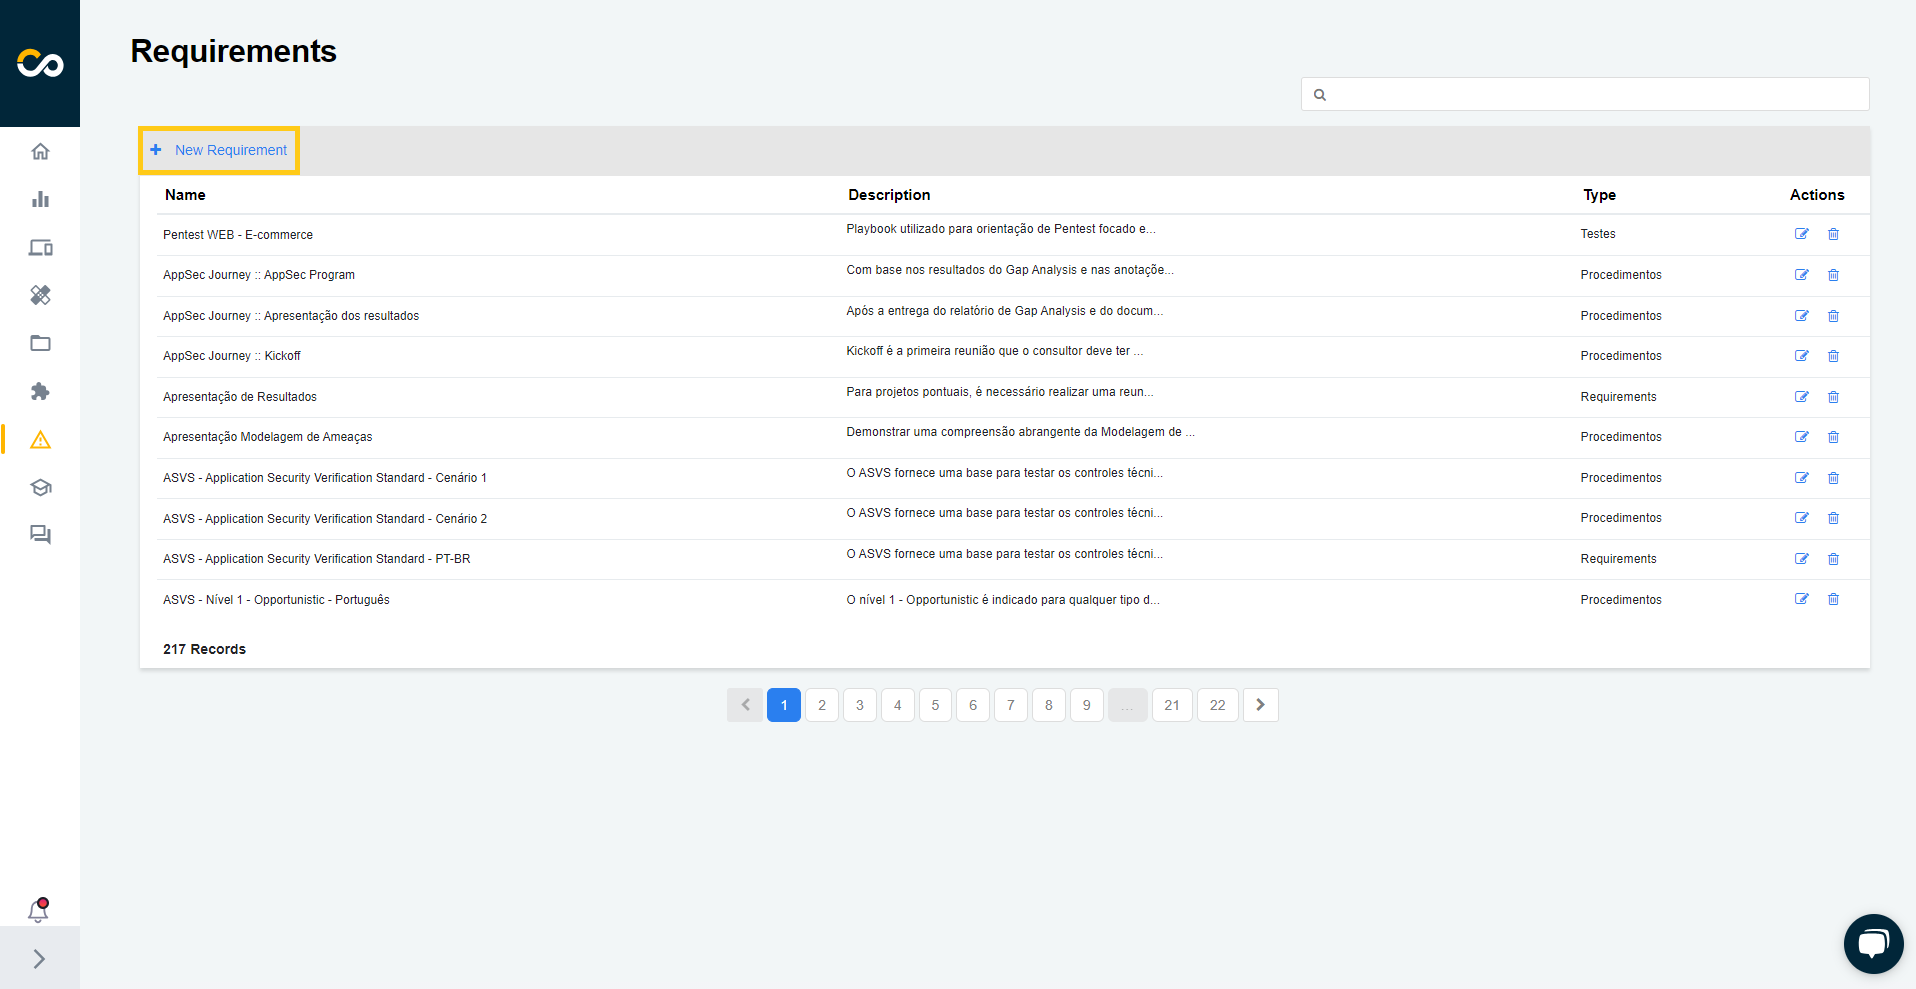 Requirements
+ New Requirement
Name Description Type Actions
Pentest WEB - E-commerce Playbook utilizado para orientação de Pentest focado e... Testes
AppSec Journey :: AppSec Program Com base nos resultados do Gap Analysis e nas anotaçõe... Procedimentos
AppSec Journey :: Apresentação dos resultados Após a entrega do relatório de Gap Analysis e do docum... Procedimentos
AppSec Journey :: Kickoff Kickoff é a primeira reunião que o consultor deve ter ... Procedimentos
Apresentação de Resultados Para projetos pontuais, é necessário realizar uma reun... Requirements
Apresentação Modelagem de Ameaças Demonstrar uma compreensão abrangente da Modelagem de ... Procedimentos
ASVS - Application Security Verification Standard - Cenário 1 O ASVS fornece uma base para testar os controles técni... Procedimentos
ASVS - Application Security Verification Standard - Cenário 2 O ASVS fornece uma base para testar os controles técni... Procedimentos
ASVS - Application Security Verification Standard - PT-BR O ASVS fornece uma base para testar os controles técni... Requirements
ASVS - Nível 1 - Opportunistic - Português O nível 1 - Opportunistic é indicado para qualquer tipo d... Procedimentos
217 Records
1 2 3 4 5 6 7 8 9 ... 21 22